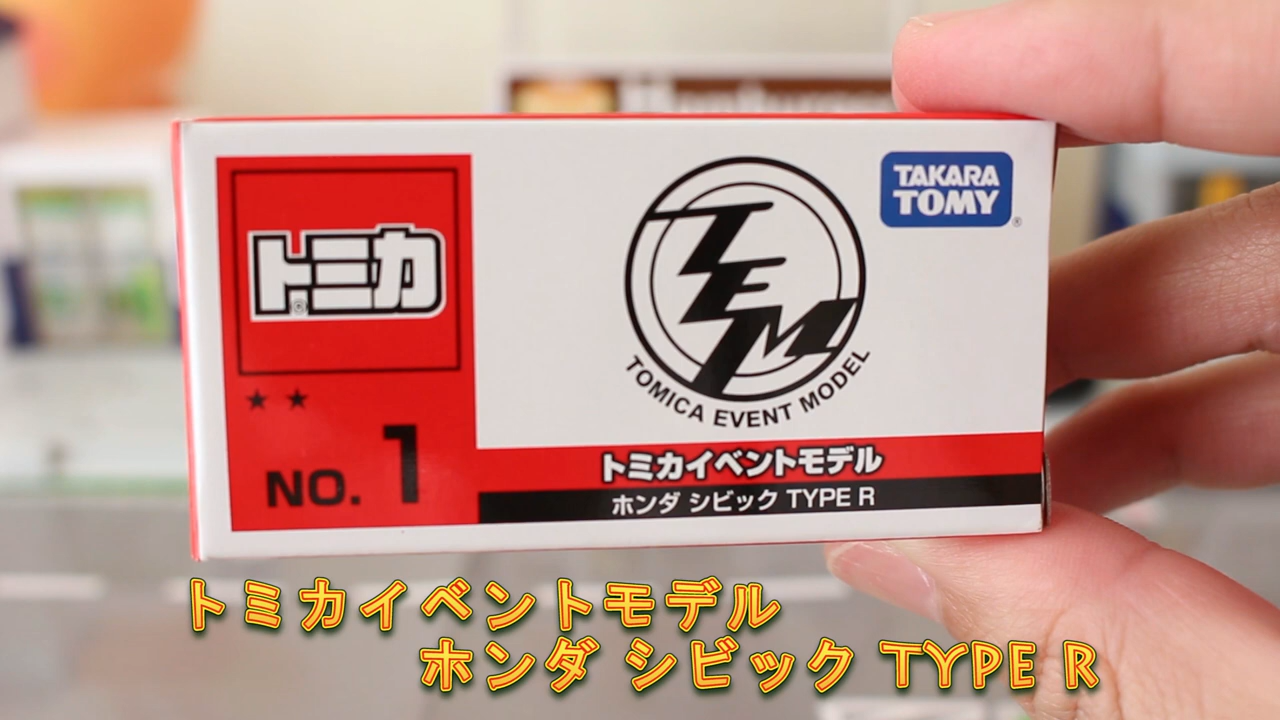 トミカ
★★
NO. 1
TEM
TOMICA EVENT MODEL
TAKARA
TOMY
トミカイベントモデル
ホンダ シビック TYPE R
トミカイベントモデル
ホンダ シビック TYPE R